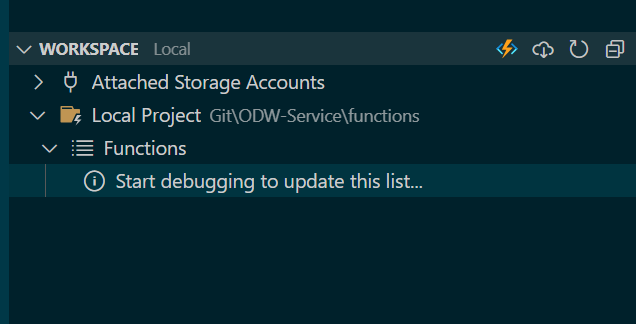 WORKSPACE Local
Attached Storage Accounts
Local Project Git\ODW-Service\functions
Functions
Start debugging to update this list...